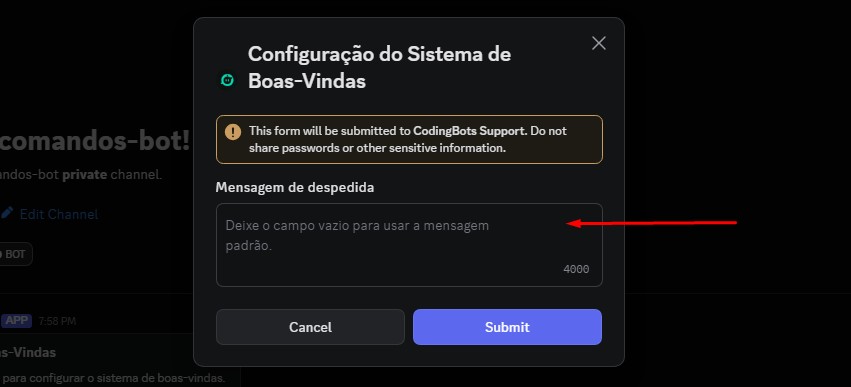 Configuração do Sistema de
Boas-Vindas
This form will be submitted to CodingBots Support. Do not
share passwords or other sensitive information.
comandos-bot!
andos-bot private channel.
Mensagem de despedida
Edit Channel
Deixe o campo vazio para usar a mensagem
padrão.
BOT
4000
APP 7:58 PM
Cancel
Submit
s-Vindas
para configurar o sistema de boas-vindas.